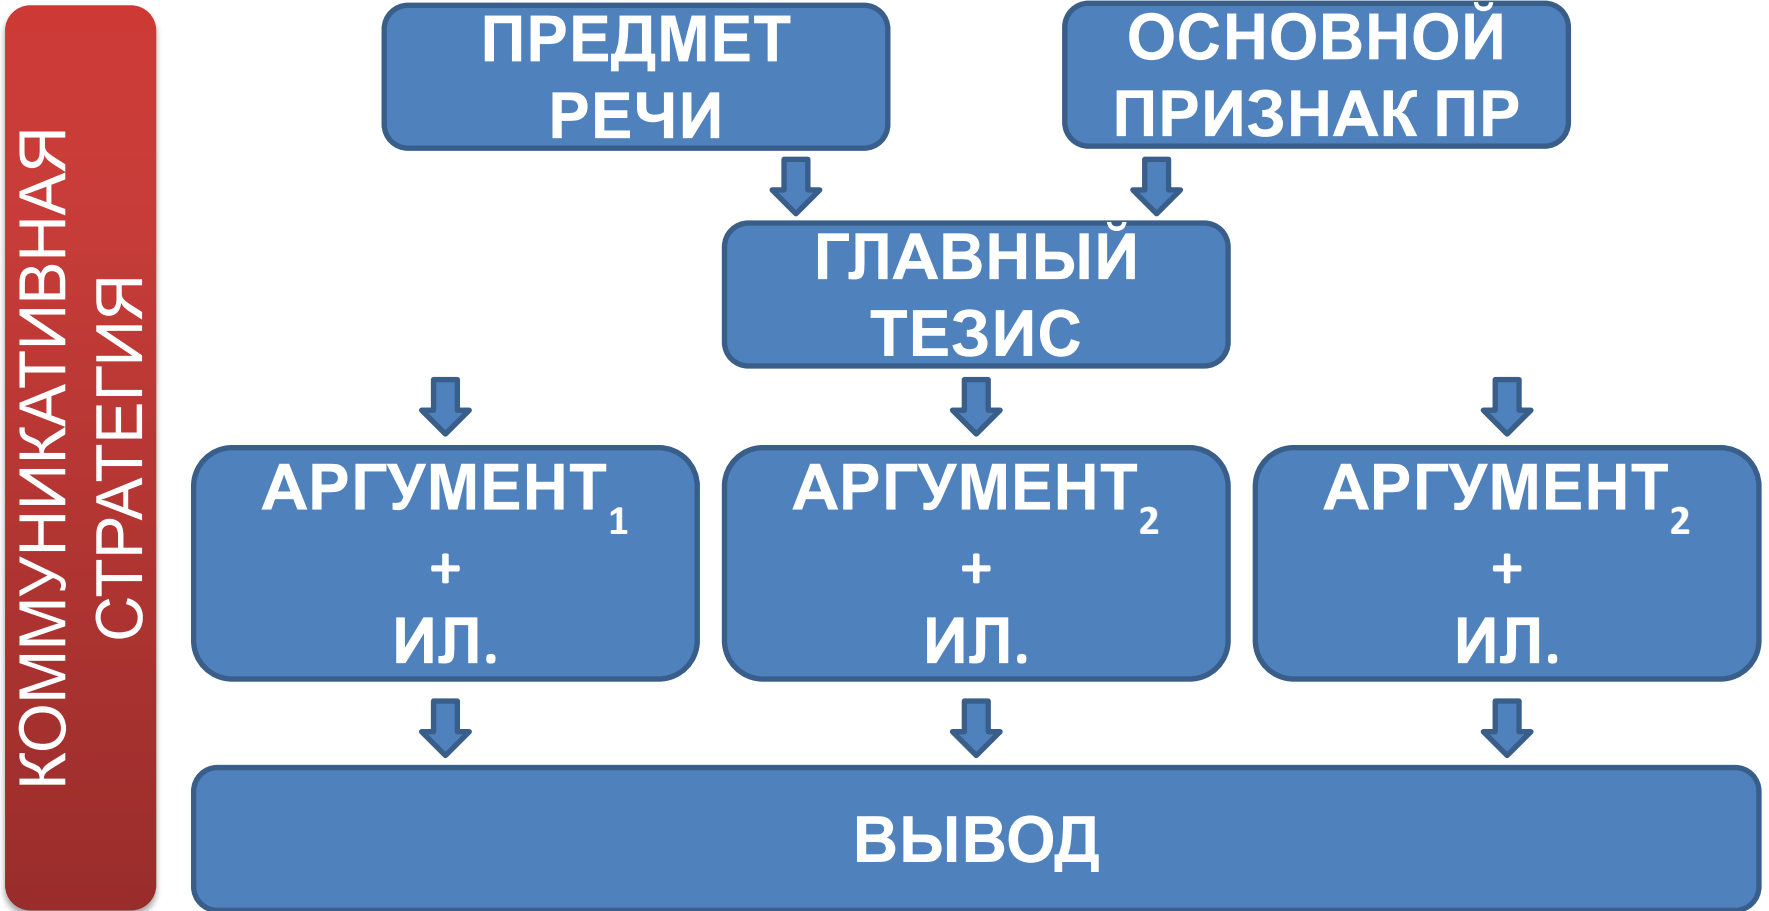 КОММУНИКАТИВНАЯ
СТРАТЕГИЯ
ПРЕДМЕТ
РЕЧИ
ОСНОВНОЙ
ПРИЗНАК ПР
ГЛАВНЫЙ
ТЕЗИС
АРГУМЕНТ1
+
ИЛ.
АРГУМЕНТ2
+
ИЛ.
АРГУМЕНТ2
+
ИЛ.
ВЫВОД